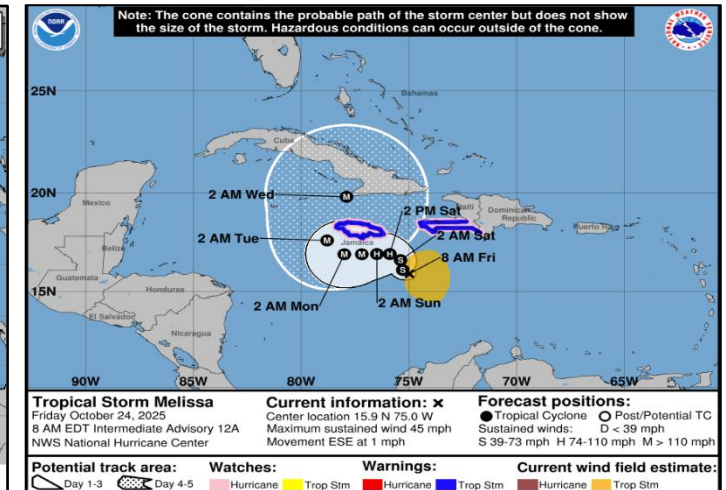 Note: The cone contains the probable path of the storm center but does not show
the size of the storm. Hazardous conditions can occur outside of the cone.
NOAA
NATIONAL WEATHER SERVICE
25N
Bahamas
Cuba
20N
2 AM Wed
2 PM Sat
Mexico
Haiti
Dominican
Republic
Puerto Rico
2 AM Tue
Jamaica
2 AM Sat
Belize
8 AM Fri
Guatemala
15N
Honduras
2 AM Mon
2 AM Sun
El Salvador
Nicaragua
M
M
M
M
H
H
S
S
90W
85W
80W
75W
70W
65W
60W
Tropical Storm Melissa
Friday October 24, 2025
8 AM EDT Intermediate Advisory 12A
NWS National Hurricane Center
Current information: x
Center location 15.9 N 75.0 W
Maximum sustained wind 45 mph
Movement ESE at 1 mph
Forecast positions:
Tropical Cyclone Post/Potential TC
Sustained winds: D < 39 mph
S 39-73 mph H 74-110 mph M > 110 mph
Potential track area:
Day 1-3 Day 4-5
Watches:
Hurricane Trop Stm
Warnings:
Hurricane Trop Stm
Current wind field estimate:
Hurricane Trop Stm